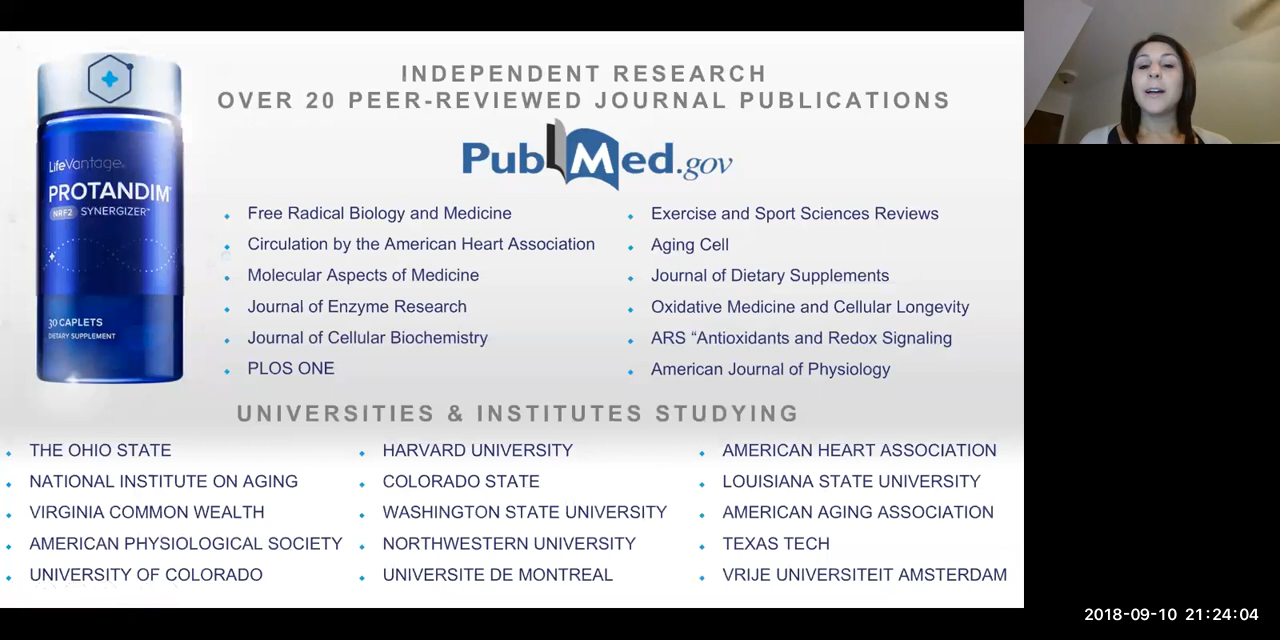 INDEPENDENT RESEARCH
OVER 20 PEER-REVIEWED JOURNAL PUBLICATIONS
PubMed.gov
LifeVantage
PROTANDIM
NRF2 SYNERGIZER™
30 CAPLETS
DIETARY SUPPLEMENT
Free Radical Biology and Medicine
Circulation by the American Heart Association
Molecular Aspects of Medicine
Journal of Enzyme Research
Journal of Cellular Biochemistry
PLOS ONE
Exercise and Sport Sciences Reviews
Aging Cell
Journal of Dietary Supplements
Oxidative Medicine and Cellular Longevity
ARS “Antioxidants and Redox Signaling
American Journal of Physiology
UNIVERSITIES & INSTITUTES STUDYING
THE OHIO STATE
NATIONAL INSTITUTE ON AGING
VIRGINIA COMMON WEALTH
AMERICAN PHYSIOLOGICAL SOCIETY
UNIVERSITY OF COLORADO
HARVARD UNIVERSITY
COLORADO STATE
WASHINGTON STATE UNIVERSITY
NORTHWESTERN UNIVERSITY
UNIVERSITE DE MONTREAL
AMERICAN HEART ASSOCIATION
LOUISIANA STATE UNIVERSITY
AMERICAN AGING ASSOCIATION
TEXAS TECH
VRIJE UNIVERSITEIT AMSTERDAM
2018-09-10 21:24:04